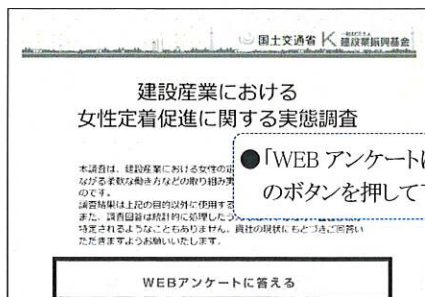 国土交通省 建設業振興基金
建設産業における
女性定着促進に関する実態調査
本調査は、建設産業における女性の定
ながる柔軟な働き方などの取り組み実
のです。
調査結果は上記の目的以外に使用する
また、調査回答は統計的に処理したう
特定されるようなこともありません。貴社の現状にもとづきご回答い
ただきますようお願いいたします。
●「WEB アンケートに
のボタンを押して下
WEBアンケートに答える